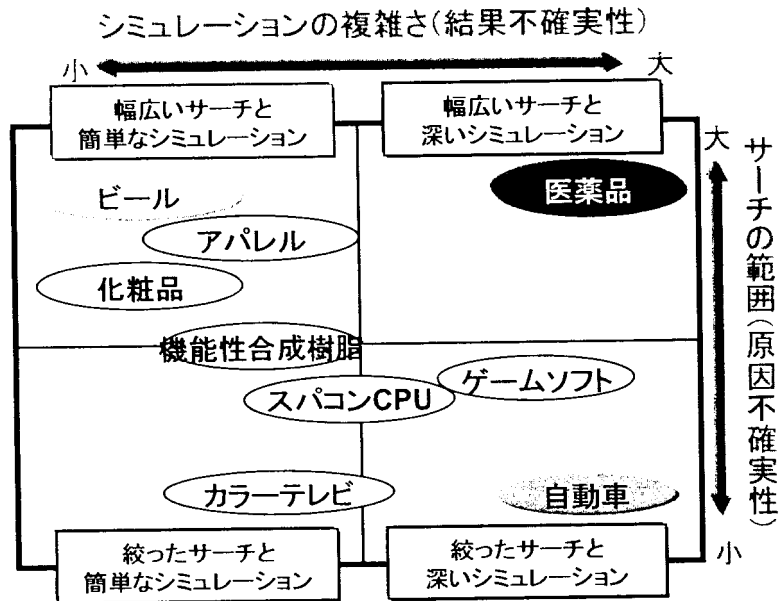 シミュレーションの複雑さ(結果不確実性)
小
大
幅広いサーチと
簡単なシミュレーション
幅広いサーチと
深いシミュレーション
大
サーチの範囲(原因不確実性)
ビール
医薬品
アパレル
化粧品
機能性合成樹脂
ゲームソフト
スパコンCPU
カラーテレビ
自動車
小
絞ったサーチと
簡単なシミュレーション
絞ったサーチと
深いシミュレーション